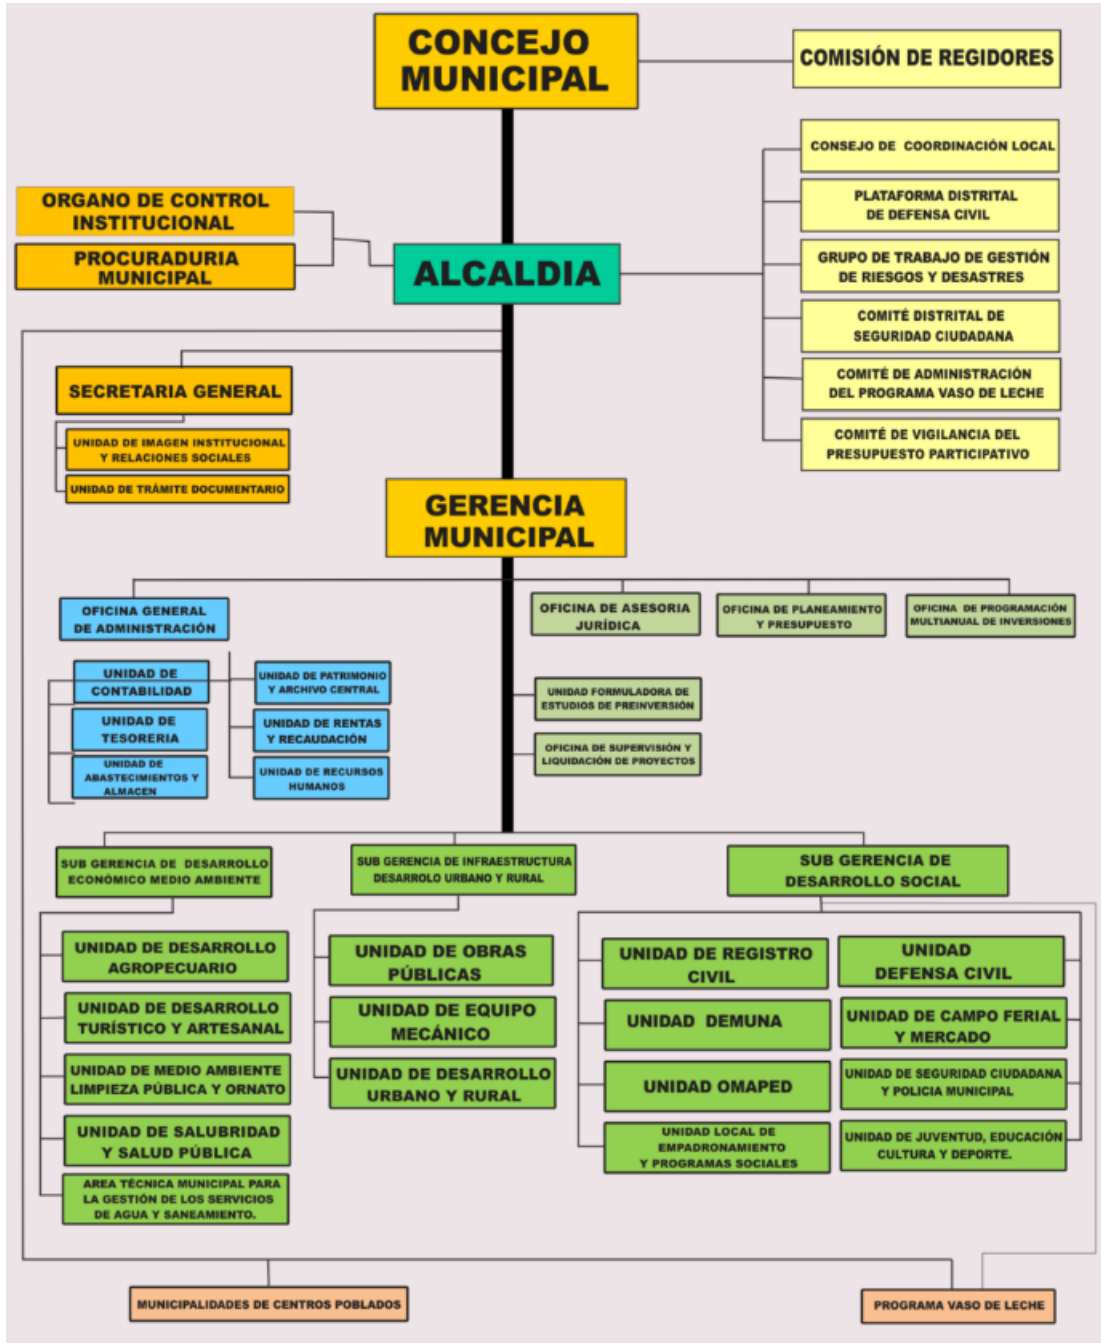 CONCEJO
MUNICIPAL
COMISIÓN DE REGIDORES
CONSEJO DE COORDINACIÓN LOCAL
PLATAFORMA DISTRITAL
DE DEFENSA CIVIL
GRUPO DE TRABAJO DE GESTIÓN
DE RIESGOS Y DESASTRES
COMITÉ DISTRITAL DE
SEGURIDAD CIUDADANA
COMITÉ DE ADMINISTRACIÓN
DEL PROGRAMA VASO DE LECHE
COMITÉ DE VIGILANCIA DEL
PRESUPUESTO PARTICIPATIVO
ORGANO DE CONTROL
INSTITUCIONAL
PROCURADURIA
MUNICIPAL
ALCALDIA
SECRETARIA GENERAL
UNIDAD DE IMAGEN INSTITUCIONAL
Y RELACIONES SOCIALES
UNIDAD DE TRÁMITE DOCUMENTARIO
GERENCIA
MUNICIPAL
OFICINA GENERAL
DE ADMINISTRACIÓN
OFICINA DE ASESORIA
JURÍDICA
OFICINA DE PLANEAMIENTO
Y PRESUPUESTO
OFICINA DE PROGRAMACIÓN
MULTIANUAL DE INVERSIONES
UNIDAD DE
CONTABILIDAD
UNIDAD DE
TESORERIA
UNIDAD DE
ABASTECIMIENTOS Y
ALMACEN
UNIDAD DE PATRIMONIO
Y ARCHIVO CENTRAL
UNIDAD DE RENTAS
Y RECAUDACIÓN
UNIDAD DE RECURSOS
HUMANOS
UNIDAD FORMULADORA DE
ESTUDIOS DE PREINVERSIÓN
OFICINA DE SUPERVISIÓN Y
LIQUIDACIÓN DE PROYECTOS
SUB GERENCIA DE DESARROLLO
ECONÓMICO MEDIO AMBIENTE
UNIDAD DE DESARROLLO
AGROPECUARIO
UNIDAD DE DESARROLLO
TURÍSTICO Y ARTESANAL
UNIDAD DE MEDIO AMBIENTE
LIMPIEZA PÚBLICA Y ORNATO
UNIDAD DE SALUBRIDAD
Y SALUD PÚBLICA
AREA TÉCNICA MUNICIPAL PARA
LA GESTIÓN DE LOS SERVICIOS
DE AGUA Y SANEAMIENTO.
SUB GERENCIA DE INFRAESTRUCTURA
DESARROLO URBANO Y RURAL
UNIDAD DE OBRAS
PÚBLICAS
UNIDAD DE EQUIPO
MECÁNICO
UNIDAD DE DESARROLLO
URBANO Y RURAL
SUB GERENCIA DE
DESARROLLO SOCIAL
UNIDAD DE REGISTRO
CIVIL
UNIDAD DEMUNA
UNIDAD OMAPED
UNIDAD LOCAL DE
EMPADRONAMIENTO
Y PROGRAMAS SOCIALES
UNIDAD
DEFENSA CIVIL
UNIDAD DE CAMPO FERIAL
Y MERCADO
UNIDAD DE SEGURIDAD CIUDADANA
Y POLICIA MUNICIPAL
UNIDAD DE JUVENTUD, EDUCACIÓN
CULTURA Y DEPORTE.
MUNICIPALIDADES DE CENTROS POBLADOS
PROGRAMA VASO DE LECHE